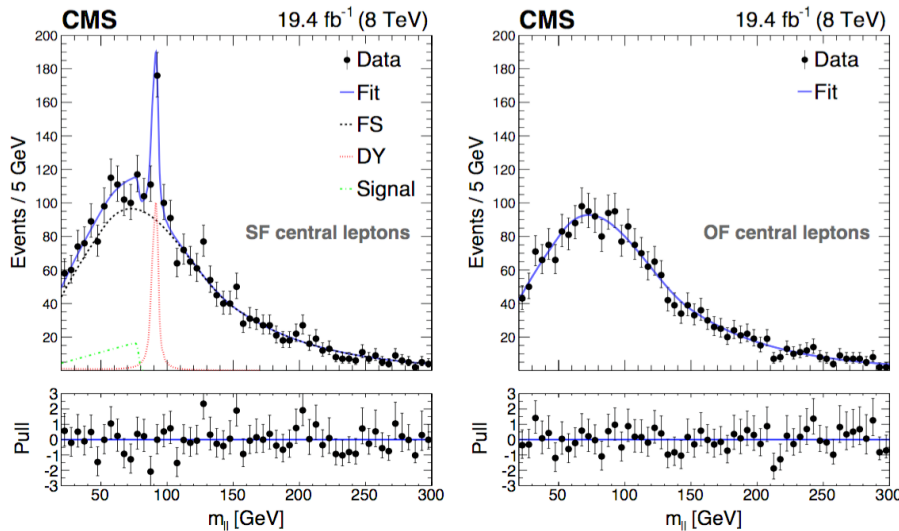 CMS 19.4 fb⁻¹ (8 TeV)
Events / 5 GeV
200
180
160
140
120
100
80
60
40
20
Data
Fit
FS
DY
Signal
SF central leptons
Pull
3
2
1
0
-1
-2
-3
50 100 150 200 250 300
m_ll [GeV]
CMS 19.4 fb⁻¹ (8 TeV)
Events / 5 GeV
200
180
160
140
120
100
80
60
40
20
Data
Fit
OF central leptons
Pull
3
2
1
0
-1
-2
-3
50 100 150 200 250 300
m_ll [GeV]